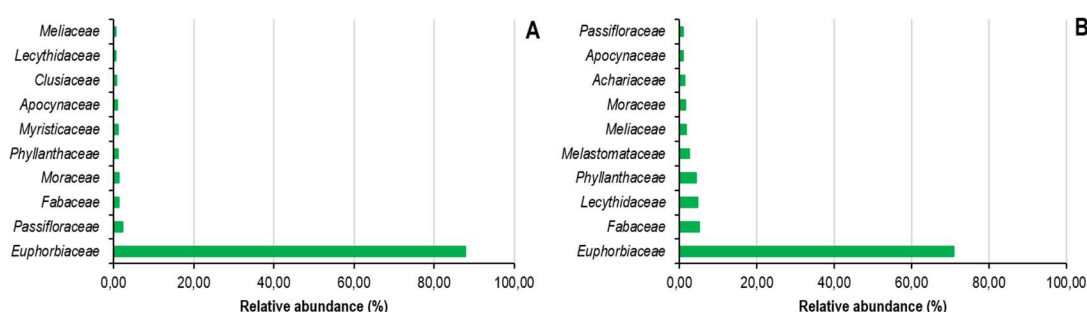 A
Meliaceae
Lecythidaceae
Clusiaceae
Apocynaceae
Myristicaceae
Phyllanthaceae
Moraceae
Fabaceae
Passifloraceae
Euphorbiaceae
0,00 20,00 40,00 60,00 80,00 100,00
Relative abundance (%)
B
Passifloraceae
Apocynaceae
Achariaceae
Moraceae
Meliaceae
Melastomataceae
Phyllanthaceae
Lecythidaceae
Fabaceae
Euphorbiaceae
0,00 20,00 40,00 60,00 80,00 100,00
Relative abundance (%)